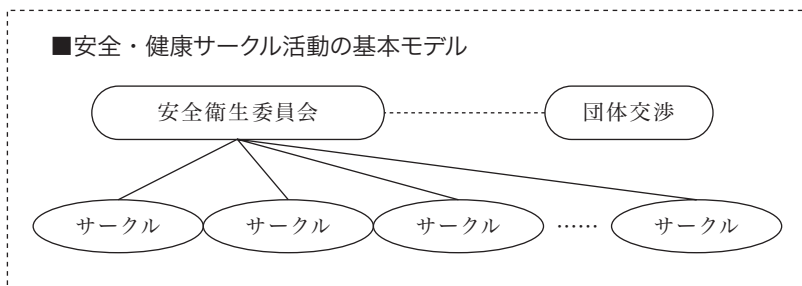 ■安全・健康サークル活動の基本モデル
安全衛生委員会
団体交渉
サークル
サークル
サークル
……
サークル